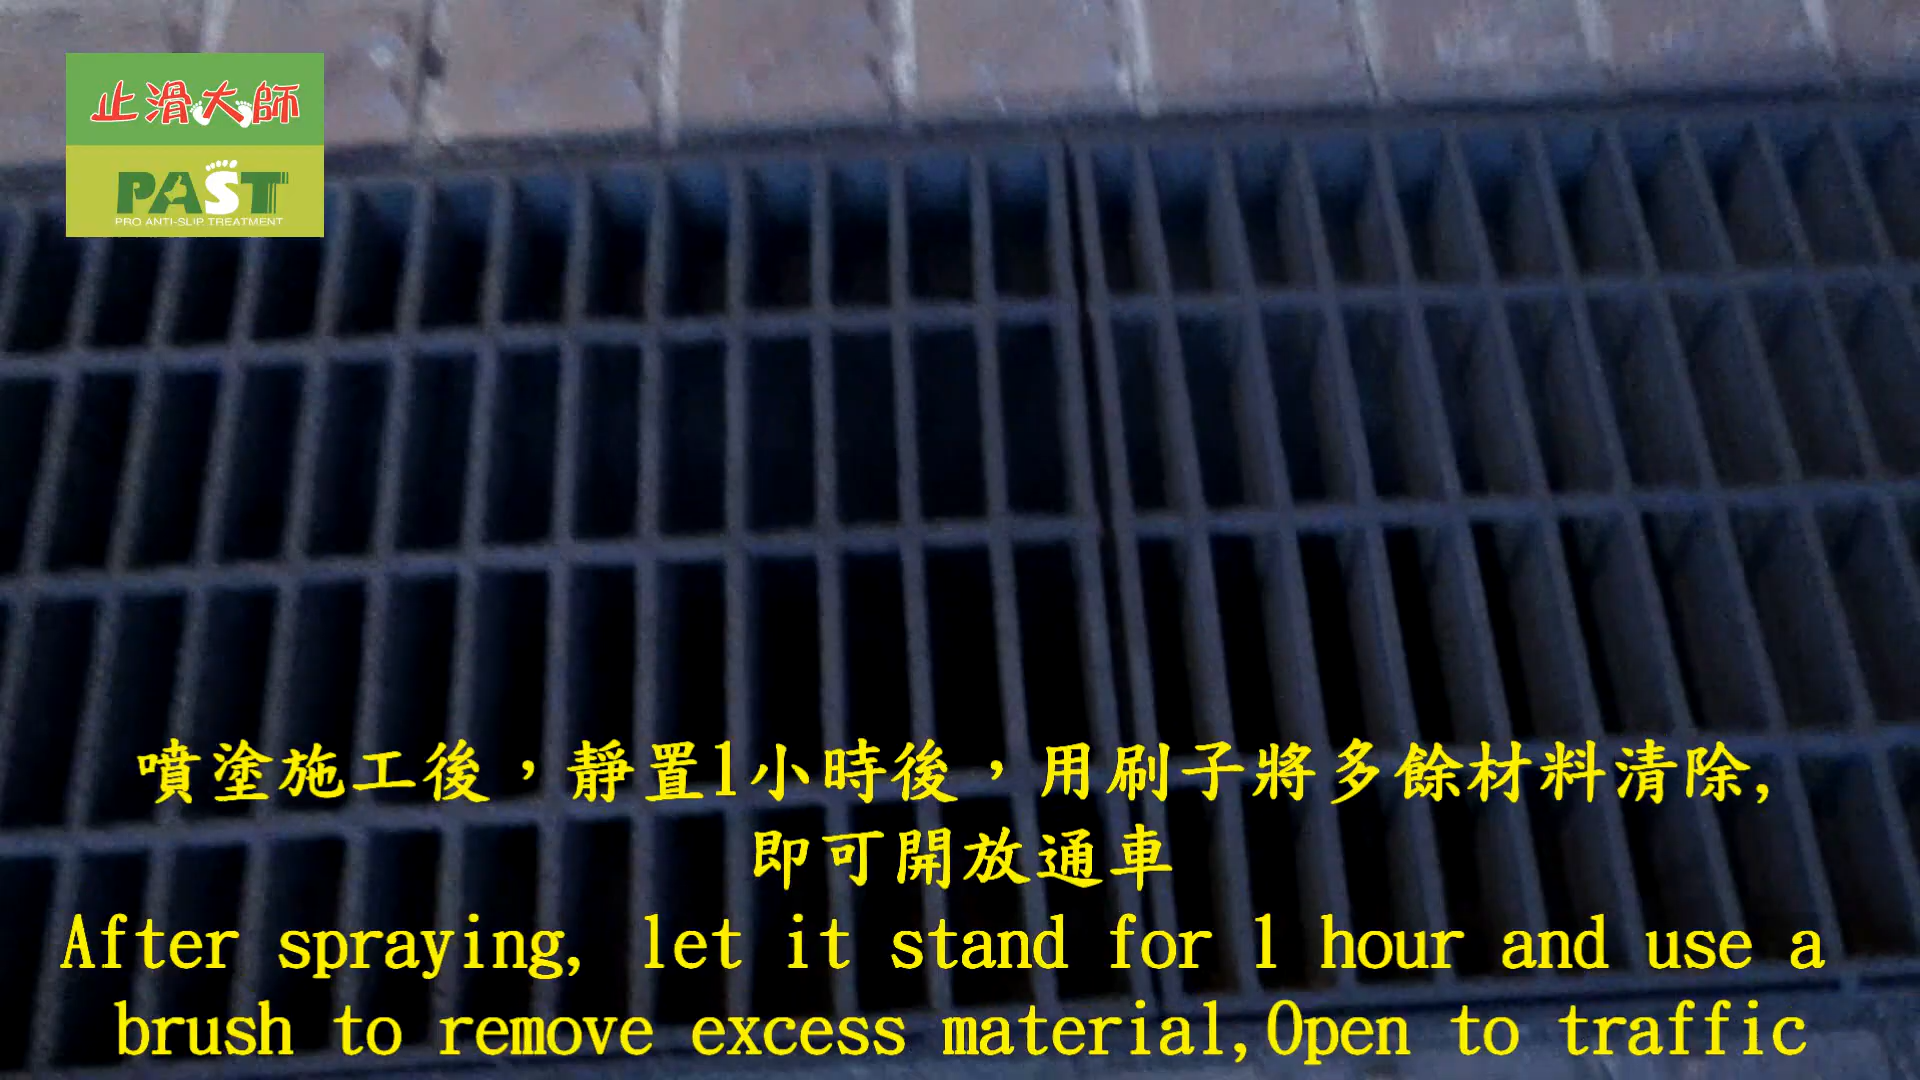 止滑大師
PAST
PRO ANTI-SLIP TREATMENT
噴塗施工後，靜置1小時後，用刷子將多餘材料清除,
即可開放通車
After spraying, let it stand for 1 hour and use a
brush to remove excess material,Open to traffic